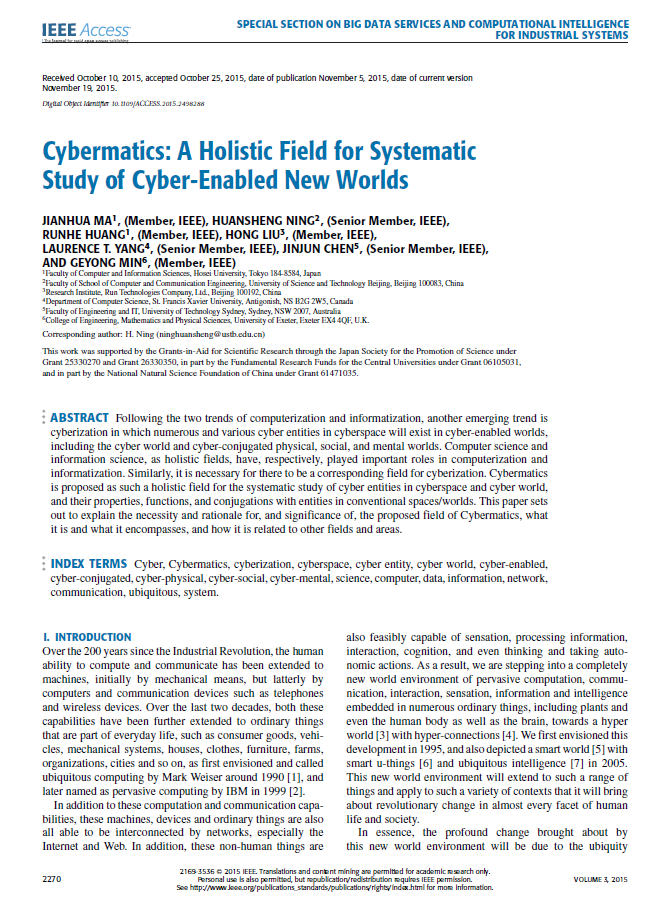 IEEE Access
The journal for rapid open access publishing
SPECIAL SECTION ON BIG DATA SERVICES AND COMPUTATIONAL INTELLIGENCE
FOR INDUSTRIAL SYSTEMS
Received October 10, 2015, accepted October 25, 2015, date of publication November 5, 2015, date of current version
November 19, 2015.
Digital Object Identifier 10.1109/ACCESS.2015.2498288
Cybermatics: A Holistic Field for Systematic
Study of Cyber-Enabled New Worlds
JIANHUA MA1, (Member, IEEE), HUANSHENG NING2, (Senior Member, IEEE),
RUNHE HUANG1, (Member, IEEE), HONG LIU3, (Member, IEEE),
LAURENCE T. YANG4, (Senior Member, IEEE), JINJUN CHEN5, (Senior Member, IEEE),
AND GEYONG MIN6, (Member, IEEE)
1Faculty of Computer and Information Sciences, Hosei University, Tokyo 184-8584, Japan
2Faculty of School of Computer and Communication Engineering, University of Science and Technology Beijing, Beijing 100083, China
3Research Institute, Run Technologies Company, Ltd., Beijing 100192, China
4Department of Computer Science, St. Francis Xavier University, Antigonish, NS B2G 2W5, Canada
5Faculty of Engineering and IT, University of Technology Sydney, Sydney, NSW 2007, Australia
6College of Engineering, Mathematics and Physical Sciences, University of Exeter, Exeter EX4 4QF, U.K.
Corresponding author: H. Ning (ninghuansheng@ustb.edu.cn)
This work was supported by the Grants-in-Aid for Scientific Research through the Japan Society for the Promotion of Science under
Grant 25330270 and Grant 26330350, in part by the Fundamental Research Funds for the Central Universities under Grant 06105031,
and in part by the National Natural Science Foundation of China under Grant 61471035.
ABSTRACT Following the two trends of computerization and informatization, another emerging trend is
cyberization in which numerous and various cyber entities in cyberspace will exist in cyber-enabled worlds,
including the cyber world and cyber-conjugated physical, social, and mental worlds. Computer science and
information science, as holistic fields, have, respectively, played important roles in computerization and
informatization. Similarly, it is necessary for there to be a corresponding field for cyberization. Cybermatics
is proposed as such a holistic field for the systematic study of cyber entities in cyberspace and cyber world,
and their properties, functions, and conjugations with entities in conventional spaces/worlds. This paper sets
out to explain the necessity and rationale for, and significance of, the proposed field of Cybermatics, what
it is and what it encompasses, and how it is related to other fields and areas.
INDEX TERMS Cyber, Cybermatics, cyberization, cyberspace, cyber entity, cyber world, cyber-enabled,
cyber-conjugated, cyber-physical, cyber-social, cyber-mental, science, computer, data, information, network,
communication, ubiquitous, system.
I. INTRODUCTION
Over the 200 years since the Industrial Revolution, the human
ability to compute and communicate has been extended to
machines, initially by mechanical means, but latterly by
computers and communication devices such as telephones
and wireless devices. Over the last two decades, both these
capabilities have been further extended to ordinary things
that are part of everyday life, such as consumer goods, vehi-
cles, mechanical systems, houses, clothes, furniture, farms,
organizations, cities and so on, as first envisioned and called
ubiquitous computing by Mark Weiser around 1990 [1], and
later named as pervasive computing by IBM in 1999 [2].
In addition to these computation and communication capa-
bilities, these machines, devices and ordinary things are also
all able to be interconnected by networks, especially the
Internet and Web. In addition, these non-human things are
also feasibly capable of sensation, processing information,
interaction, cognition, and even thinking and taking auto-
nomic actions. As a result, we are stepping into a completely
new world environment of pervasive computation, commu-
nication, interaction, sensation, information and intelligence
embedded in numerous ordinary things, including plants and
even the human body as well as the brain, towards a hyper
world [3] with hyper-connections [4]. We first envisioned this
development in 1995, and also depicted a smart world [5] with
smart u-things [6] and ubiquitous intelligence [7] in 2005.
This new world environment will extend to such a range of
things and apply to such a variety of contexts that it will bring
about revolutionary change in almost every facet of human
life and society.
In essence, the profound change brought about by
this new world environment will be due to the ubiquity
2270
2169-3536 © 2015 IEEE. Translations and content mining are permitted for academic research only.
Personal use is also permitted, but republication/redistribution requires IEEE permission.
See http://www.ieee.org/publications_standards/publications/rights/index.html for more information.
VOLUME 3, 2015